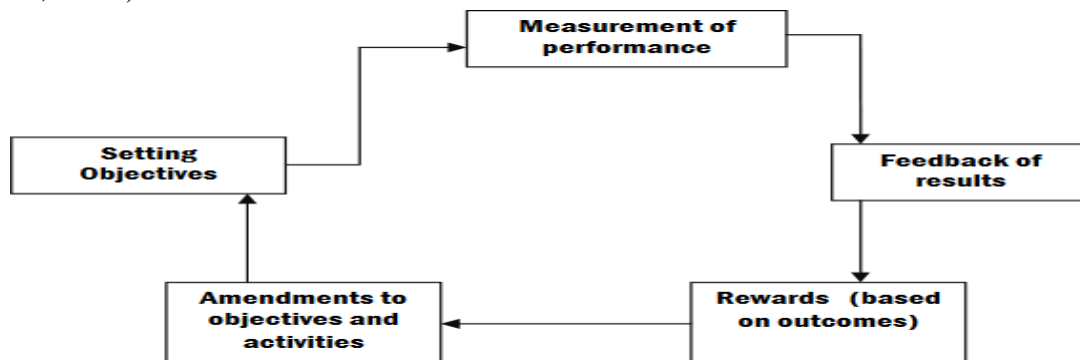 Measurement of
performance
Setting
Objectives
Feedback of
results
Amendments to
objectives and
activities
Rewards (based
on outcomes)